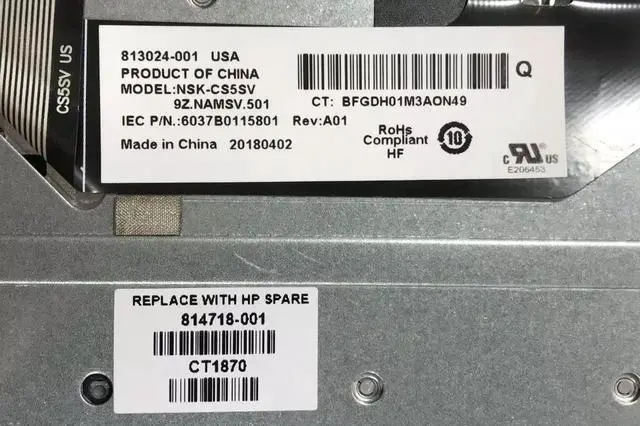 CS5SV US
813024-001 USA
PRODUCT OF CHINA
MODEL:NSK-CS5SV
9Z.NAMSV.501
IEC P/N.:6037B0115801 Rev:A01
Made in China 20180402
Q
CT: BFGDH01M3AON49
RoHs
Compliant
HF
10
c RU US
E206453
REPLACE WITH HP SPARE
814718-001
CT1870